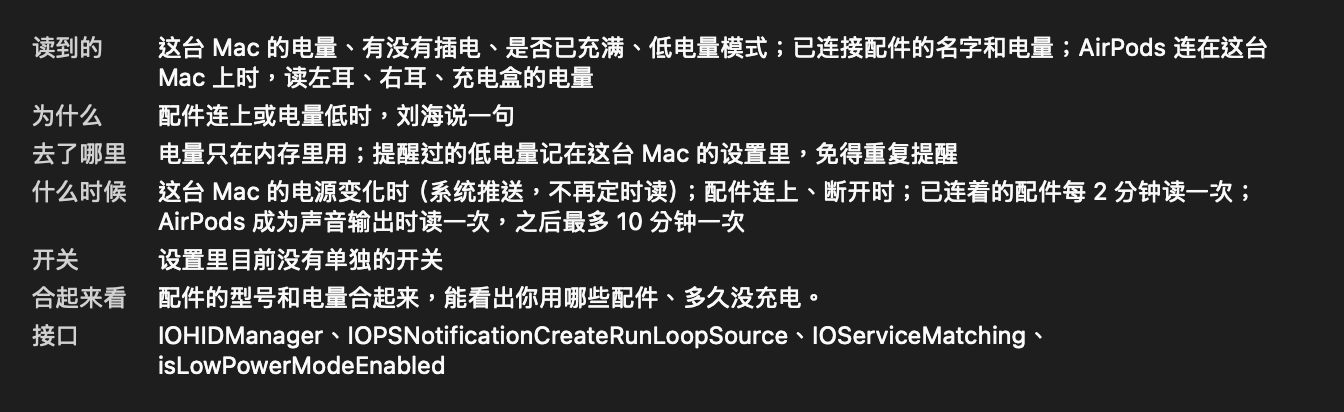 读到的 这台 Mac 的电量、有没有插电、是否已充满、低电量模式；已连接配件的名字和电量；AirPods 连在这台
Mac 上时，读左耳、右耳、充电盒的电量
为什么 配件连上或电量低时，刘海说一句
去了哪里 电量只在内存里用；提醒过的低电量记在这台 Mac 的设置里，免得重复提醒
什么时候 这台 Mac 的电源变化时（系统推送，不再定时读）；配件连上、断开时；已连着的配件每 2 分钟读一次；
AirPods 成为声音输出时读一次，之后最多 10 分钟一次
开关 设置里目前没有单独的开关
合起来看 配件的型号和电量合起来，能看出你用哪些配件、多久没充电。
接口 IOHIDManager、IOPSNotificationCreateRunLoopSource、IOServiceMatching、
isLowPowerModeEnabled